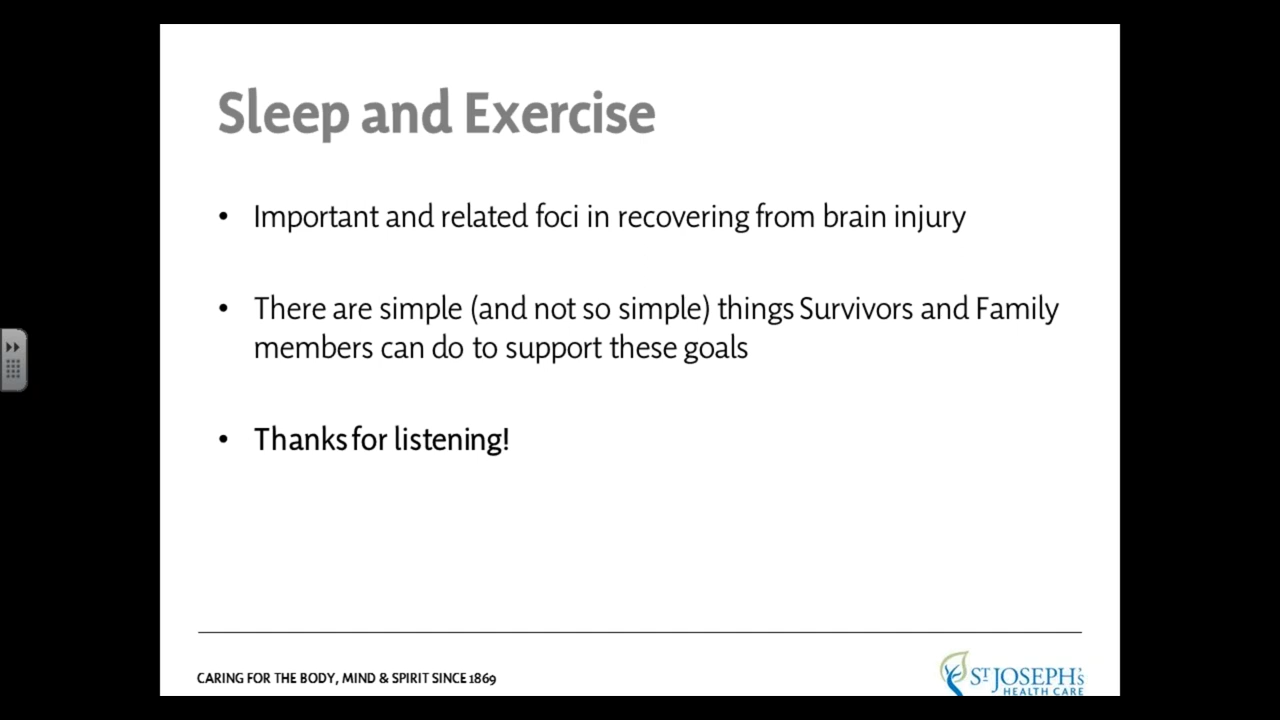 Sleep and Exercise
• Important and related foci in recovering from brain injury
• There are simple (and not so simple) things Survivors and Family
members can do to support these goals
• Thanks for listening!
CARING FOR THE BODY, MIND & SPIRIT SINCE 1869
ST JOSEPH'S
HEALTH CARE